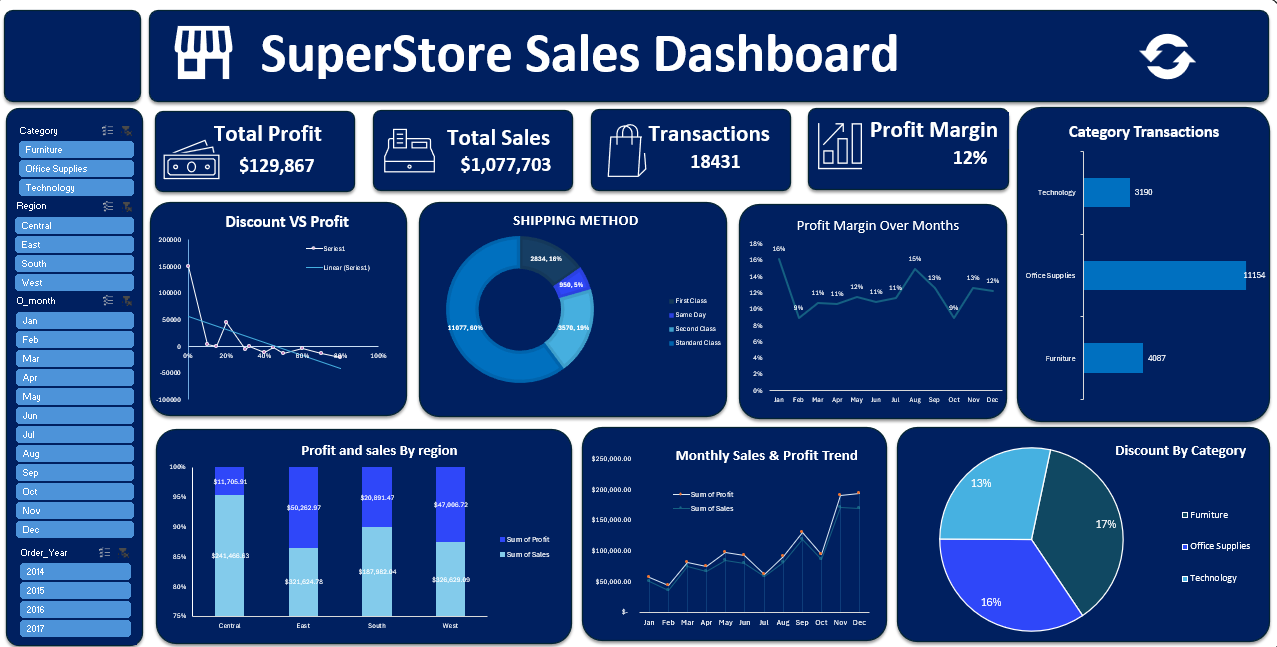 SuperStore Sales Dashboard
Category
Furniture
Office Supplies
Technology
Region
Central
East
South
West
O_month
Jan
Feb
Mar
Apr
May
Jun
Jul
Aug
Sep
Oct
Nov
Dec
Order_Year
2014
2015
2016
2017
Total Profit
$129,867
Total Sales
$1,077,703
Transactions
18431
Profit Margin
12%
Discount VS Profit
200000
150000
100000
50000
0
-50000
-100000
0% 20% 40% 60% 80% 100%
Series1
Linear (Series1)
SHIPPING METHOD
2834, 16%
950, 5%
3570, 19%
11077, 60%
First Class
Same Day
Second Class
Standard Class
Profit Margin Over Months
18%
16%
14%
12%
10%
8%
6%
4%
2%
0%
16% 9% 11% 11% 12% 11% 11% 15% 13% 9% 13% 12%
Jan Feb Mar Apr May Jun Jul Aug Sep Oct Nov Dec
Category Transactions
Technology 3190
Office Supplies 11154
Furniture 4087
Profit and sales By region
100%
95%
90%
85%
80%
75%
$11,705.91 $50,262.97 $20,891.47 $47,006.72
$321,624.78
Central East South West
Sum of Profit
Sum of Sales
Monthly Sales & Profit Trend
$250,000.00
$200,000.00
$150,000.00
$100,000.00
$50,000.00
$-
Sum of Profit
Sum of Sales
Jan Feb Mar Apr May Jun Jul Aug Sep Oct Nov Dec
Discount By Category
13%
17%
16%
Furniture
Office Supplies
Technology